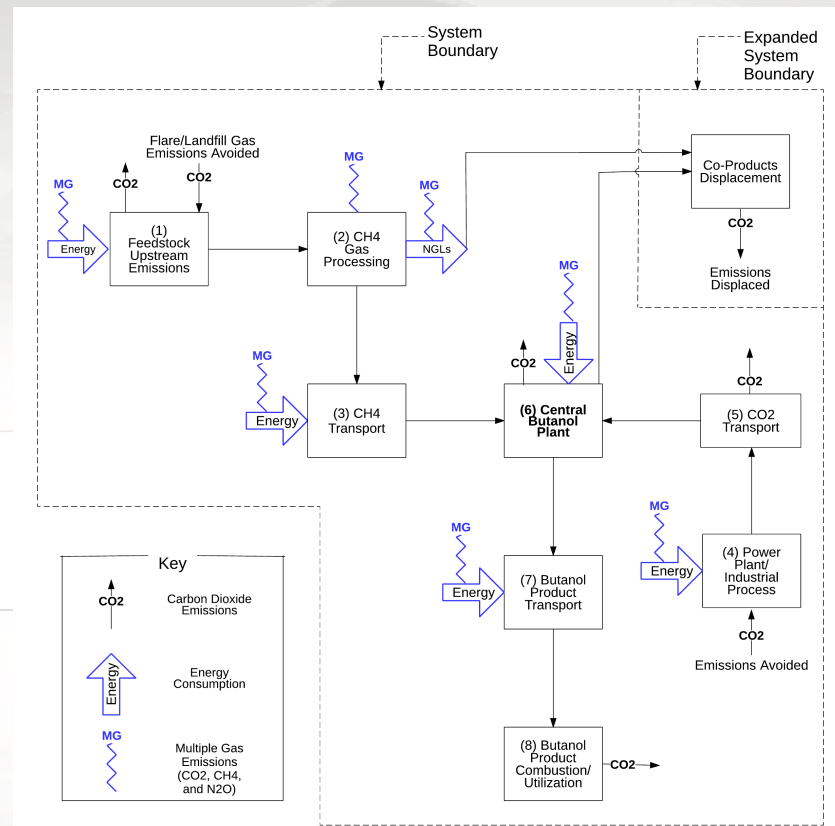 System
Boundary
Expanded
System
Boundary
Flare/Landfill Gas
Emissions Avoided
CO2
CO2
MG
Energy
(1)
Feedstock
Upstream
Emissions
MG
(2) CH4
Gas
Processing
MG
NGLs
Co-Products
Displacement
CO2
Emissions
Displaced
MG
Energy
CO2
MG
Energy
(3) CH4
Transport
(6) Central
Butanol
Plant
CO2
(5) CO2
Transport
MG
Energy
(4) Power
Plant/
Industrial
Process
CO2
Emissions Avoided
MG
Energy
(7) Butanol
Product
Transport
(8) Butanol
Product
Combustion/
Utilization
CO2
Key
CO2
Carbon Dioxide
Emissions
Energy
Energy
Consumption
MG
Multiple Gas
Emissions
(CO2, CH4,
and N2O)